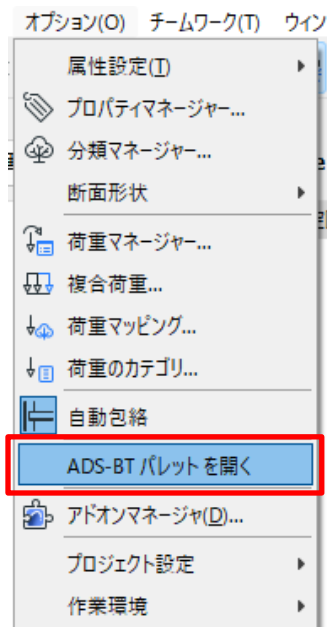 オプション(O) チームワーク(T) ウィン
属性設定(T)
プロパティマネージャー...
分類マネージャー...
断面形状
荷重マネージャー...
複合荷重...
荷重マッピング...
荷重のカテゴリ...
自動包絡
ADS-BT パレット を開く
アドオンマネージャ(D)...
プロジェクト設定
作業環境